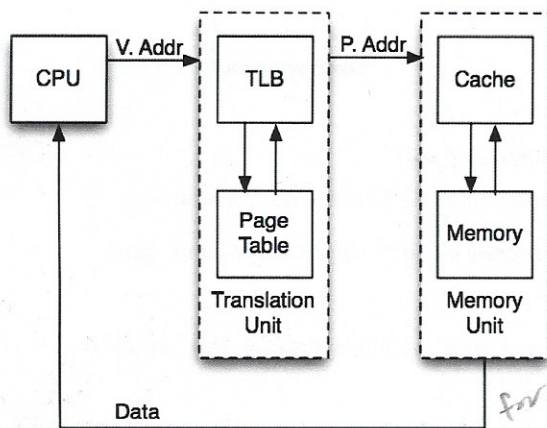 V. Addr
P. Addr
CPU
TLB
Cache
Page
Table
Memory
Translation
Unit
Memory
Unit
Data
for